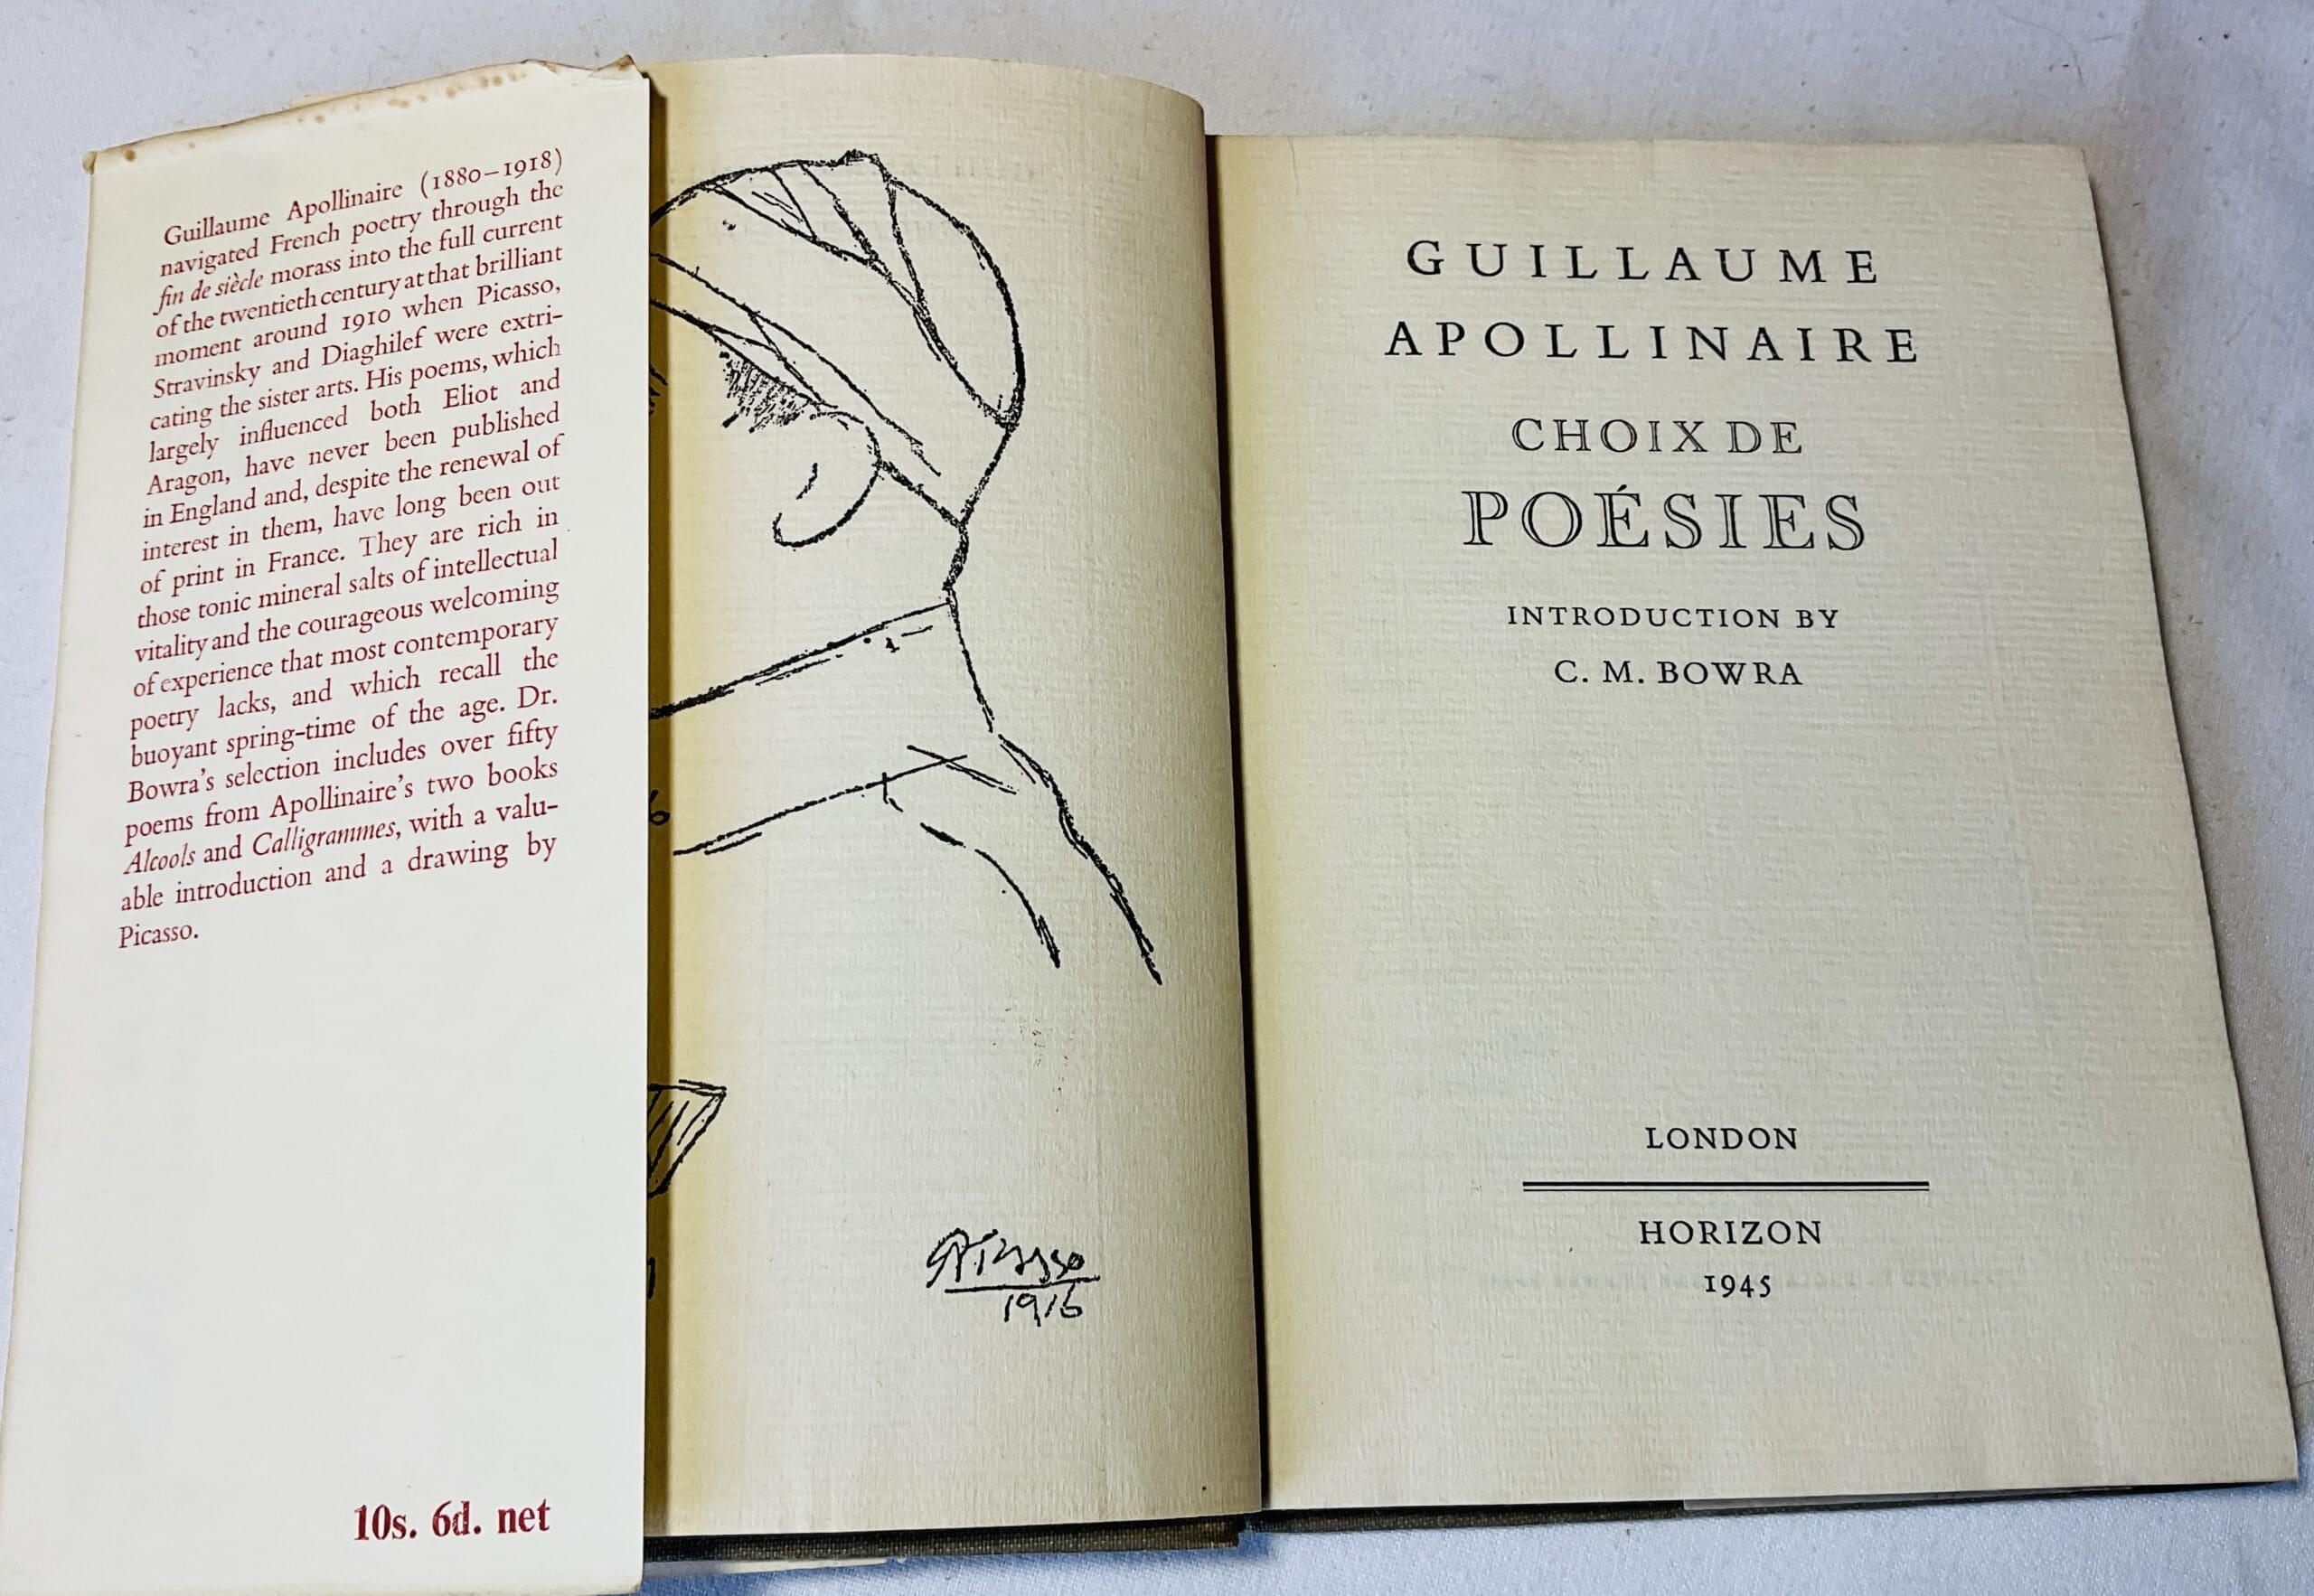 Guillaume Apollinaire (1880–1918)
navigated French poetry through the
fin de siècle morass into the full current
of the twentieth century at that brilliant
moment around 1910 when Picasso,
Stravinsky and Diaghilef were extri-
cating the sister arts. His poems, which
largely influenced both Eliot and
Aragon, have never been published
in England and, despite the renewal of
interest in them, have long been out
of print in France. They are rich in
those tonic mineral salts of intellectual
vitality and the courageous welcoming
of experience that most contemporary
poetry lacks, and which recall the
buoyant spring-time of the age. Dr.
Bowra's selection includes over fifty
poems from Apollinaire's two books
Alcools and Calligrammes, with a valu-
able introduction and a drawing by
Picasso.
10s. 6d. net
Picasso
1916
GUILLAUME
APOLLINAIRE
CHOIX DE
POÉSIES
INTRODUCTION BY
C. M. BOWRA
LONDON
HORIZON
1945